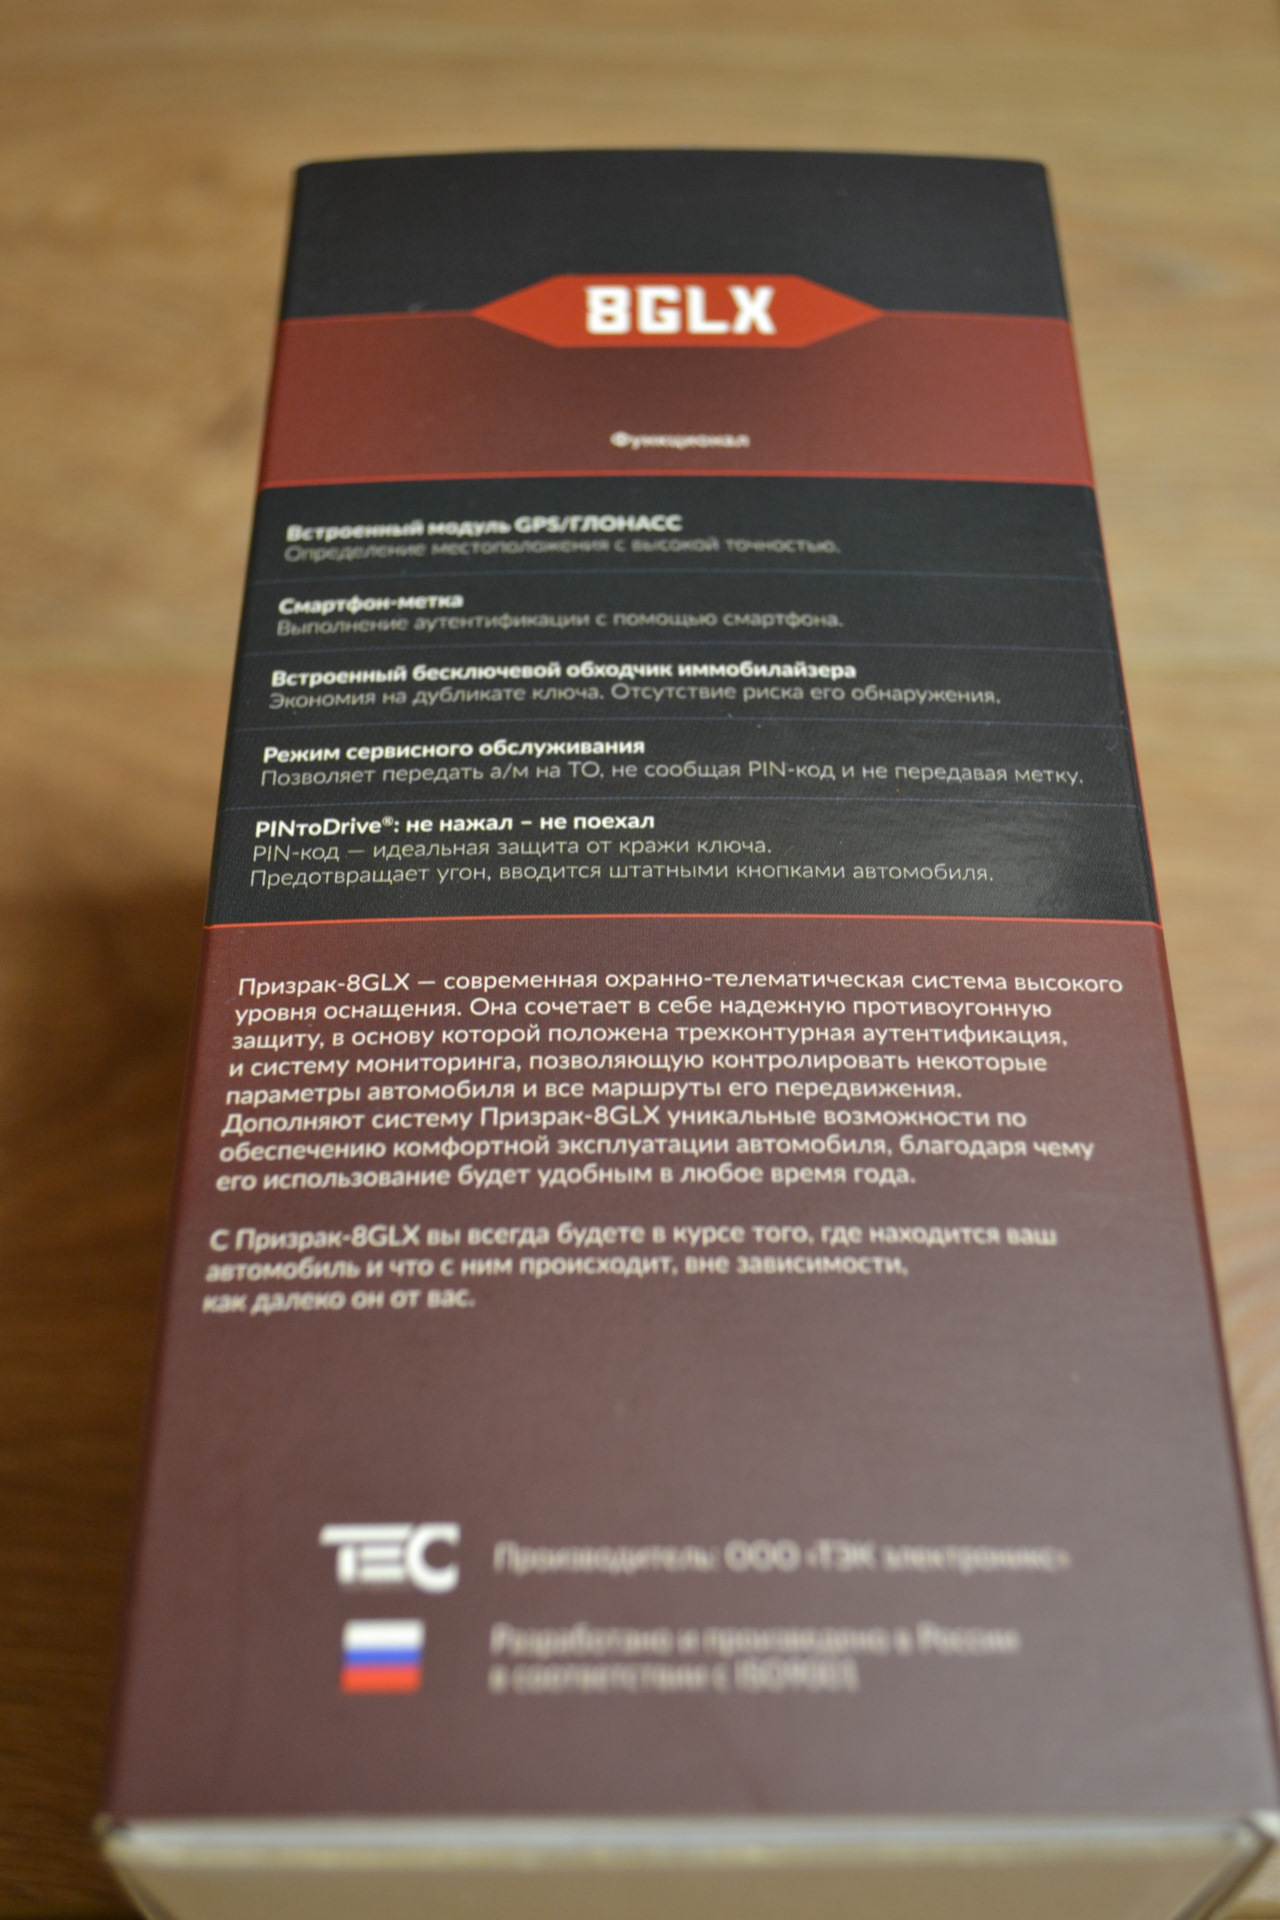 8GLX
Функционал
Встроенный модуль GPS/ГЛОНАСС
Определение местоположения с высокой точностью.
Смартфон-метка
Выполнение аутентификации с помощью смартфона.
Встроенный бесключевой обходчик иммобилайзера
Экономия на дубликате ключа. Отсутствие риска его обнаружения.
Режим сервисного обслуживания
Позволяет передать а/м на ТО, не сообщая PIN-код и не передавая метку.
PINтоDrive®: не нажал – не поехал
PIN-код — идеальная защита от кражи ключа.
Предотвращает угон, вводится штатными кнопками автомобиля.
Призрак-8GLX — современная охранно-телематическая система высокого
уровня оснащения. Она сочетает в себе надежную противоугонную
защиту, в основу которой положена трехконтурная аутентификация,
и систему мониторинга, позволяющую контролировать некоторые
параметры автомобиля и все маршруты его передвижения.
Дополняют систему Призрак-8GLX уникальные возможности по
обеспечению комфортной эксплуатации автомобиля, благодаря чему
его использование будет удобным в любое время года.
С Призрак-8GLX вы всегда будете в курсе того, где находится ваш
автомобиль и что с ним происходит, вне зависимости,
как далеко он от вас.
TEC
Производитель: ООО «ТЭК электроникс»
Разработано и произведено в России
в соответствии с ISO9001